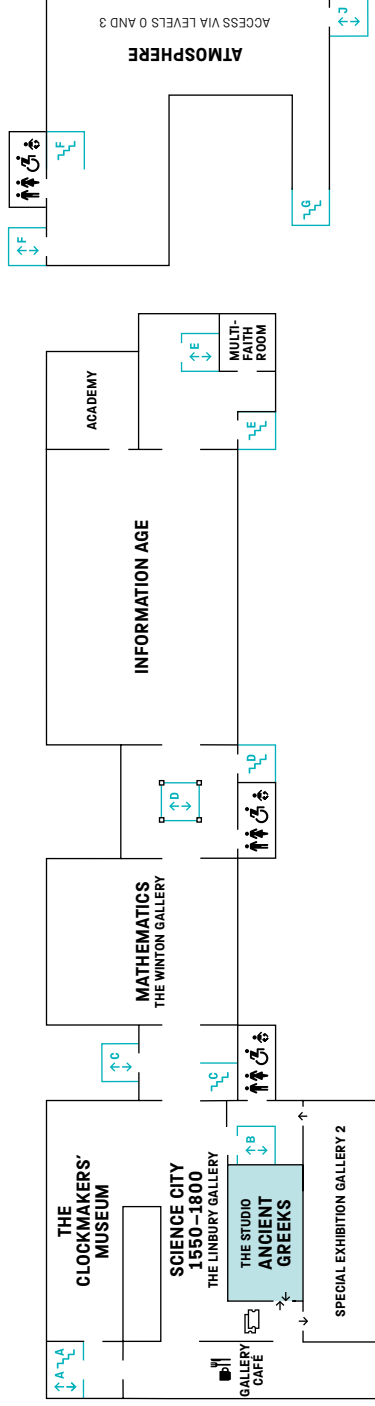 ACCESS VIA LEVELS 0 AND 3
ATMOSPHERE
J
F
F
G
E
MULTI-
FAITH
ROOM
ACADEMY
E
INFORMATION AGE
D
D
MATHEMATICS
THE WINTON GALLERY
C
C
THE
CLOCKMAKERS'
MUSEUM
SCIENCE CITY
1550–1800
THE LINBURY GALLERY
B
THE STUDIO
ANCIENT
GREEKS
SPECIAL EXHIBITION GALLERY 2
A
A
GALLERY
CAFÉ